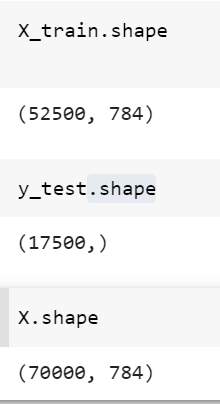 X_train.shape
(52500, 784)
y_test.shape
(17500,)
X.shape
(70000, 784)